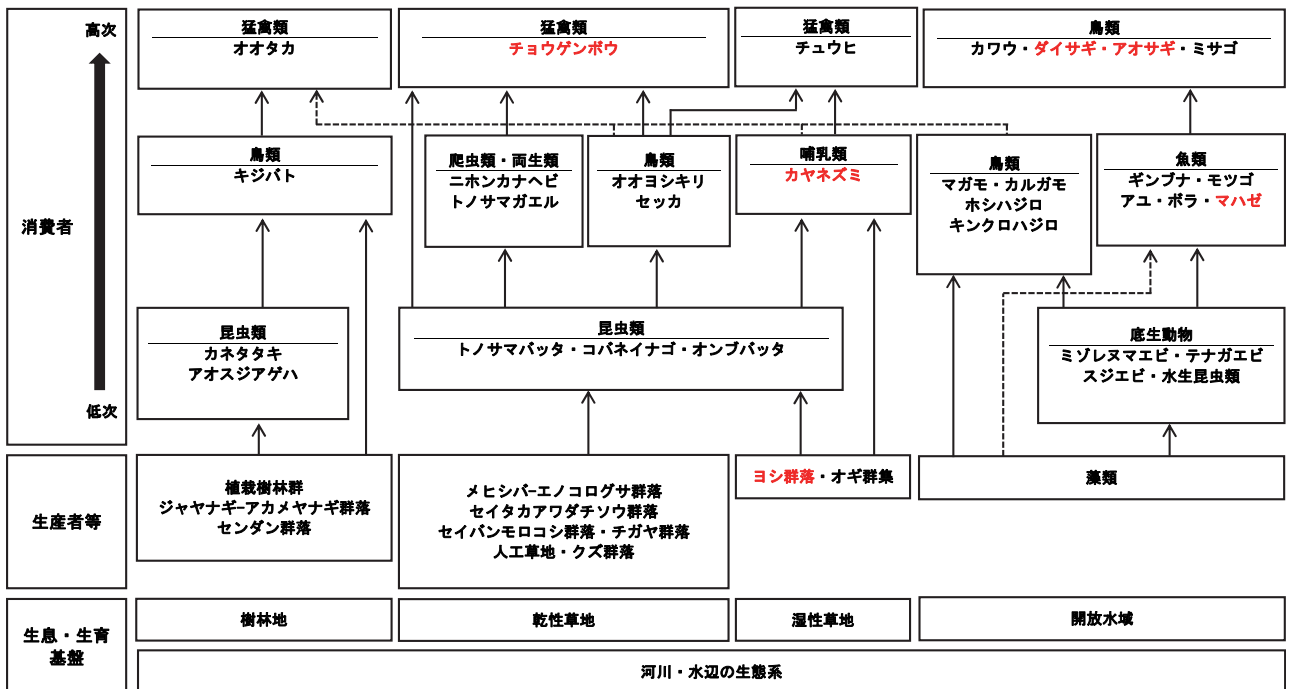 高次
消費者
低次
猛禽類
オオタカ
猛禽類
チョウゲンボウ
猛禽類
チュウヒ
鳥類
カワウ・ダイサギ・アオサギ・ミサゴ
鳥類
キジバト
爬虫類・両生類
ニホンカナヘビ
トノサマガエル
鳥類
オオヨシキリ
セッカ
哺乳類
カヤネズミ
鳥類
マガモ・カルガモ
ホシハジロ
キンクロハジロ
魚類
ギンブナ・モツゴ
アユ・ボラ・マハゼ
昆虫類
カネタタキ
アオスジアゲハ
昆虫類
トノサマバッタ・コバネイナゴ・オンブバッタ
底生動物
ミゾレヌマエビ・テナガエビ
スジエビ・水生昆虫類
生産者等
植栽樹林群
ジャヤナギ-アカメヤナギ群落
センダン群落
メヒシバ-エノコログサ群落
セイタカアワダチソウ群落
セイバンモロコシ群落・チガヤ群落
人工草地・クズ群落
ヨシ群落・オギ群集
藻類
生息・生育
基盤
樹林地
乾性草地
湿性草地
開放水域
河川・水辺の生態系